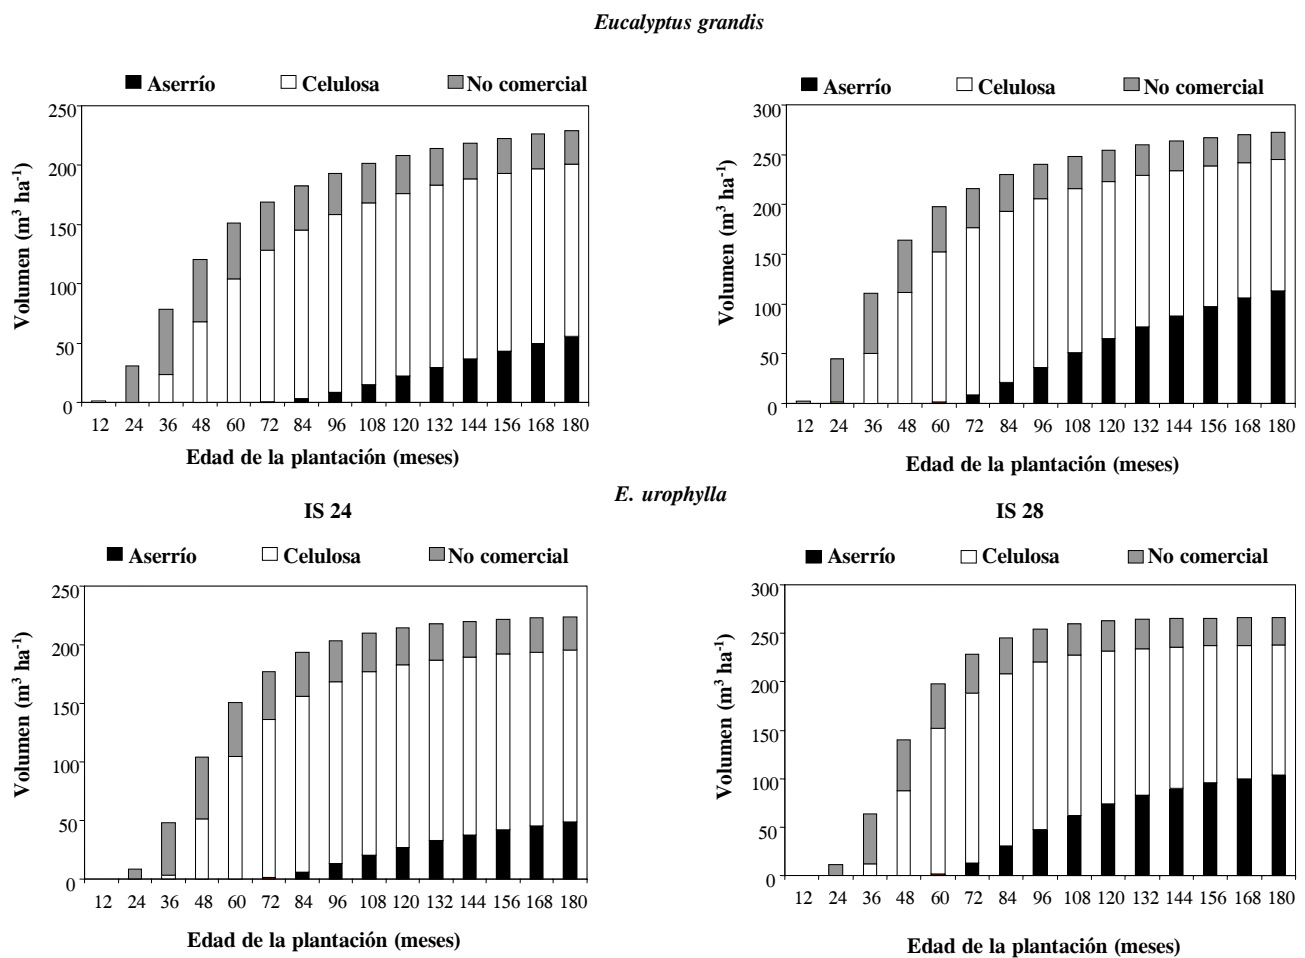 Eucalyptus grandis
Aserrío Celulosa No comercial
250
200
150
100
50
0
Volumen (m³ ha⁻¹)
12 24 36 48 60 72 84 96 108 120 132 144 156 168 180
Edad de la plantación (meses)
Aserrío Celulosa No comercial
300
250
200
150
100
50
0
Volumen (m³ ha⁻¹)
12 24 36 48 60 72 84 96 108 120 132 144 156 168 180
Edad de la plantación (meses)
E. urophylla
IS 24
IS 28
Aserrío Celulosa No comercial
250
200
150
100
50
0
Volumen (m³ ha⁻¹)
12 24 36 48 60 72 84 96 108 120 132 144 156 168 180
Edad de la plantación (meses)
Aserrío Celulosa No comercial
300
250
200
150
100
50
0
Volumen (m³ ha⁻¹)
12 24 36 48 60 72 84 96 108 120 132 144 156 168 180
Edad de la plantación (meses)